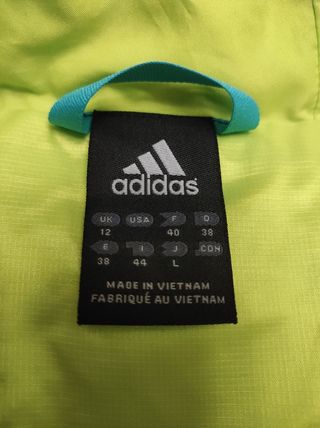 adidas
UK USA F D
12 40 38
E I J CDN
38 44 L
MADE IN VIETNAM
FABRIQUÉ AU VIETNAM